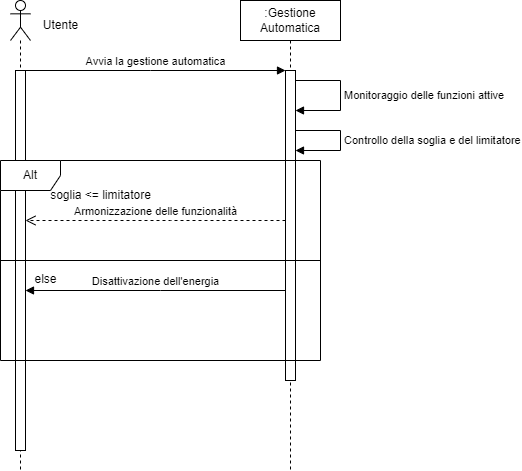 Utente
:Gestione
Automatica
Avvia la gestione automatica
Monitoraggio delle funzioni attive
Controllo della soglia e del limitatore
Alt
soglia <= limitatore
Armonizzazione delle funzionalità
else
Disattivazione dell'energia